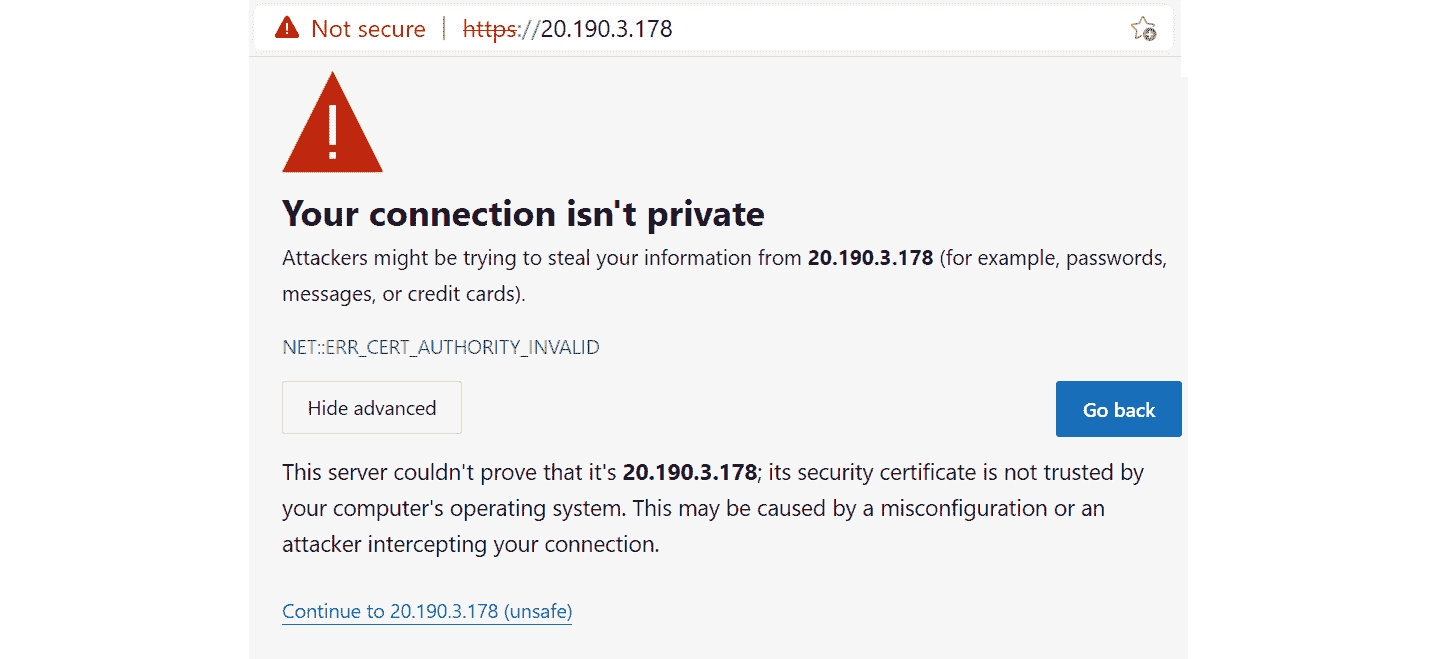 Not secure | https://20.190.3.178
Your connection isn't private
Attackers might be trying to steal your information from 20.190.3.178 (for example, passwords,
messages, or credit cards).
NET::ERR_CERT_AUTHORITY_INVALID
Hide advanced
Go back
This server couldn't prove that it's 20.190.3.178; its security certificate is not trusted by
your computer's operating system. This may be caused by a misconfiguration or an
attacker intercepting your connection.
Continue to 20.190.3.178 (unsafe)